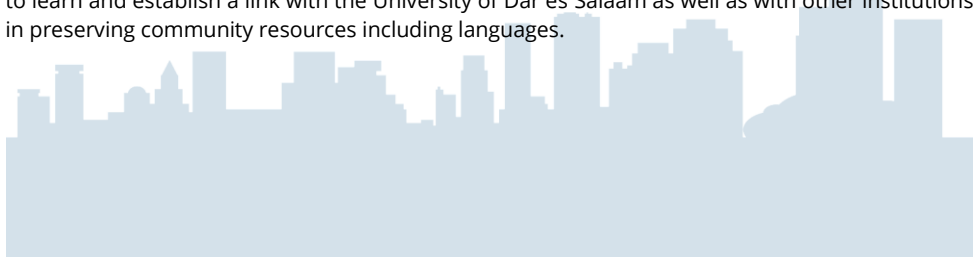 to learn and establish a link with the University of Dar es Salaam as well as with other institutions
in preserving community resources including languages.